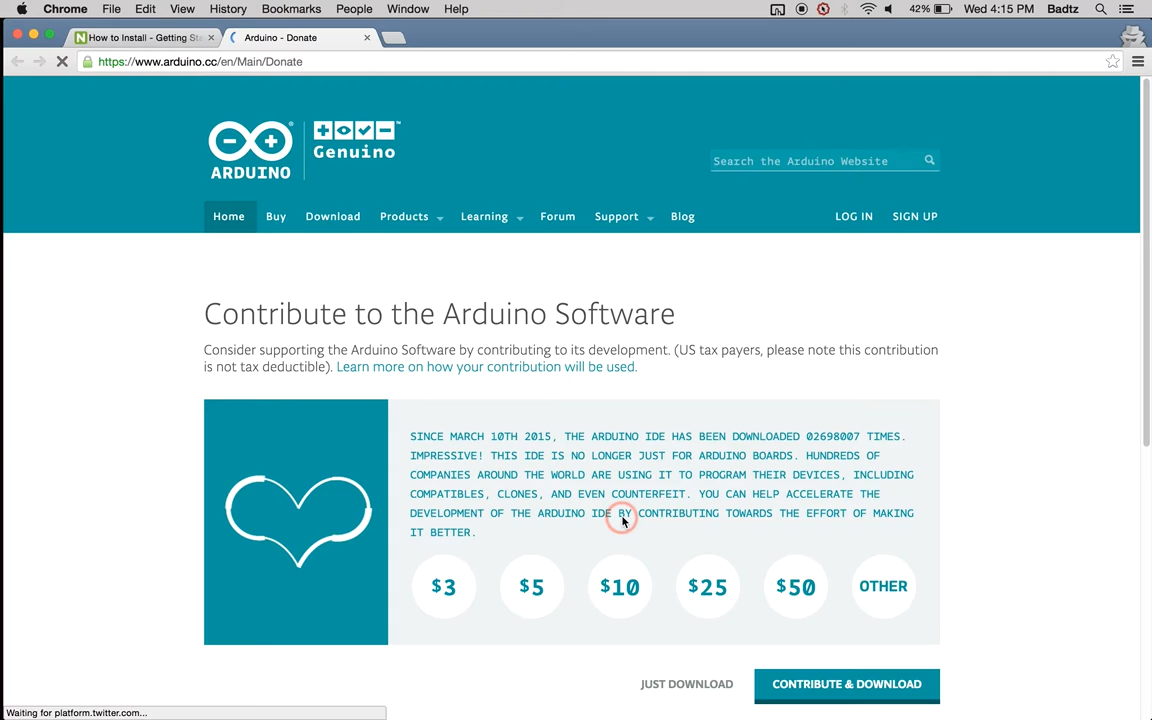 Chrome File Edit View History Bookmarks People Window Help 42% Wed 4:15 PM Badtz
How to Install - Getting Sta
Arduino - Donate
https://www.arduino.cc/en/Main/Donate
ARDUINO
Genuino
Search the Arduino Website
Home Buy Download Products Learning Forum Support Blog LOG IN SIGN UP
Contribute to the Arduino Software
Consider supporting the Arduino Software by contributing to its development. (US tax payers, please note this contribution
is not tax deductible). Learn more on how your contribution will be used.
SINCE MARCH 10TH 2015, THE ARDUINO IDE HAS BEEN DOWNLOADED 02698007 TIMES.
IMPRESSIVE! THIS IDE IS NO LONGER JUST FOR ARDUINO BOARDS. HUNDREDS OF
COMPANIES AROUND THE WORLD ARE USING IT TO PROGRAM THEIR DEVICES, INCLUDING
COMPATIBLES, CLONES, AND EVEN COUNTERFEIT. YOU CAN HELP ACCELERATE THE
DEVELOPMENT OF THE ARDUINO IDE BY CONTRIBUTING TOWARDS THE EFFORT OF MAKING
IT BETTER.
$3 $5 $10 $25 $50 OTHER
JUST DOWNLOAD CONTRIBUTE & DOWNLOAD
Waiting for platform.twitter.com...